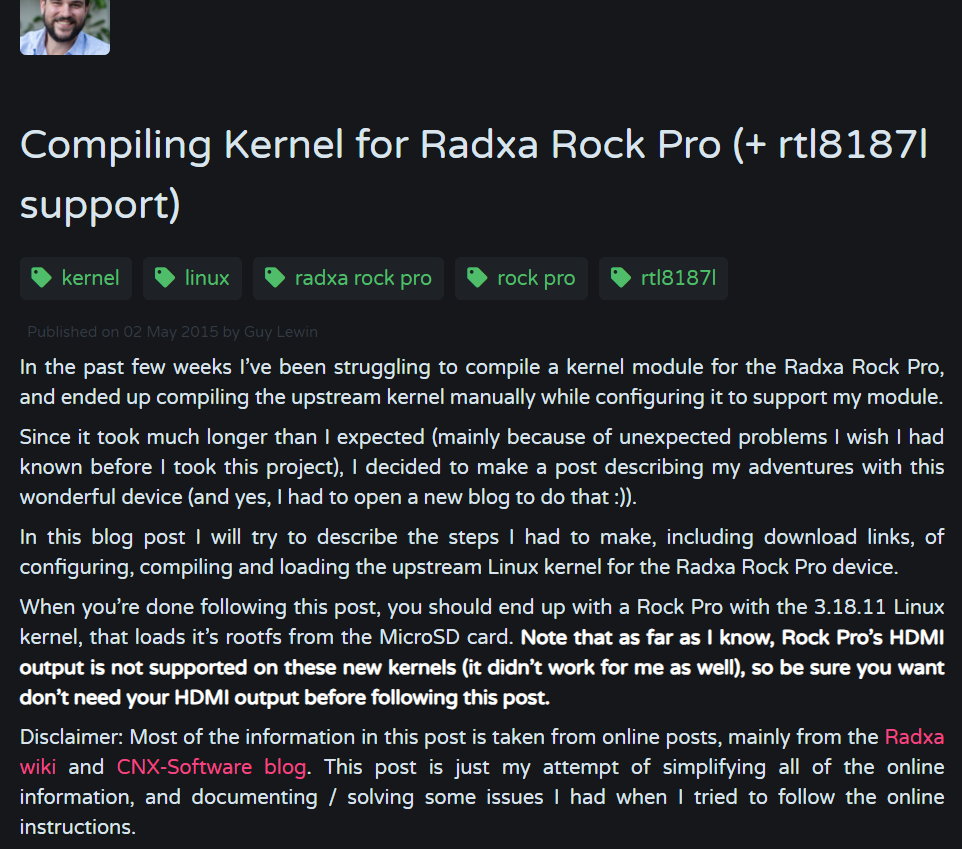 Compiling Kernel for Radxa Rock Pro (+ rtl8187l
support)
kernel linux radxa rock pro rock pro rtl8187l
Published on 02 May 2015 by Guy Lewin
In the past few weeks I’ve been struggling to compile a kernel module for the Radxa Rock Pro,
and ended up compiling the upstream kernel manually while configuring it to support my module.
Since it took much longer than I expected (mainly because of unexpected problems I wish I had
known before I took this project), I decided to make a post describing my adventures with this
wonderful device (and yes, I had to open a new blog to do that :)).
In this blog post I will try to describe the steps I had to make, including download links, of
configuring, compiling and loading the upstream Linux kernel for the Radxa Rock Pro device.
When you’re done following this post, you should end up with a Rock Pro with the 3.18.11 Linux
kernel, that loads it’s rootfs from the MicroSD card. Note that as far as I know, Rock Pro’s HDMI
output is not supported on these new kernels (it didn’t work for me as well), so be sure you want
don’t need your HDMI output before following this post.
Disclaimer: Most of the information in this post is taken from online posts, mainly from the Radxa
wiki and CNX-Software blog. This post is just my attempt of simplifying all of the online
information, and documenting / solving some issues I had when I tried to follow the online
instructions.